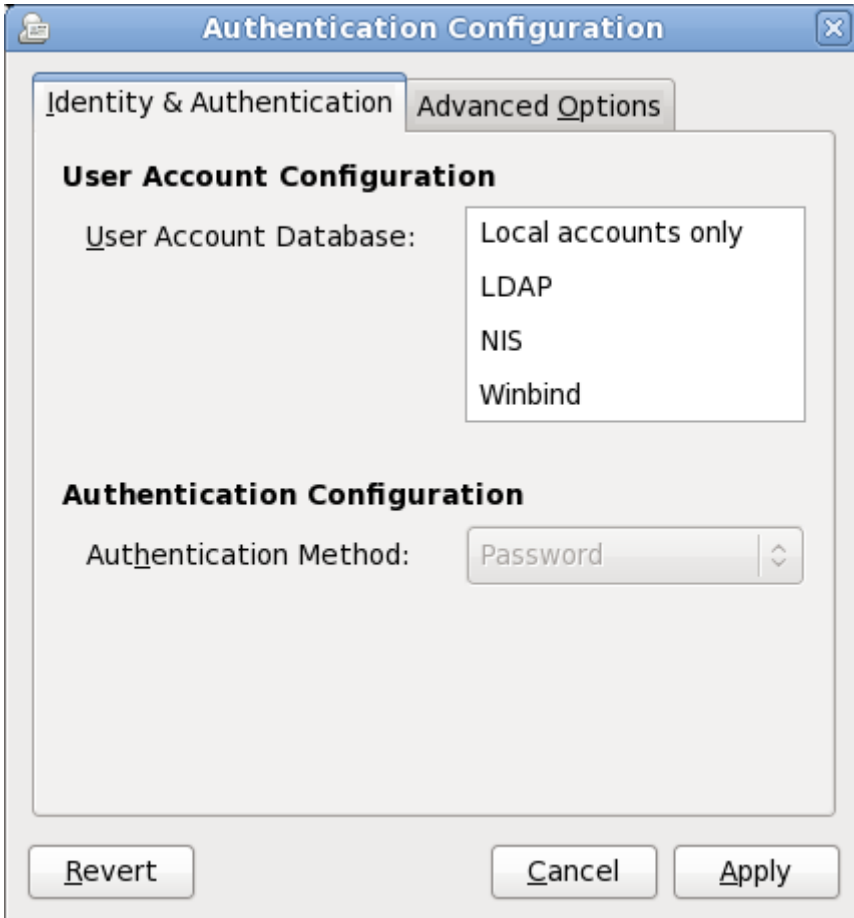 Authentication Configuration
Identity & Authentication
Advanced Options
User Account Configuration
User Account Database:
Local accounts only
LDAP
NIS
Winbind
Authentication Configuration
Authentication Method:
Password
Revert
Cancel
Apply